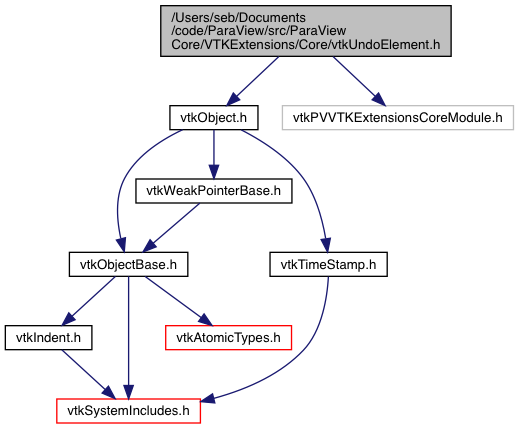 /Users/seb/Documents
/code/ParaView/src/ParaView
Core/VTKExtensions/Core/vtkUndoElement.h
vtkObject.h
vtkPVVTKExtensionsCoreModule.h
vtkWeakPointerBase.h
vtkObjectBase.h
vtkTimeStamp.h
vtkIndent.h
vtkAtomicTypes.h
vtkSystemIncludes.h